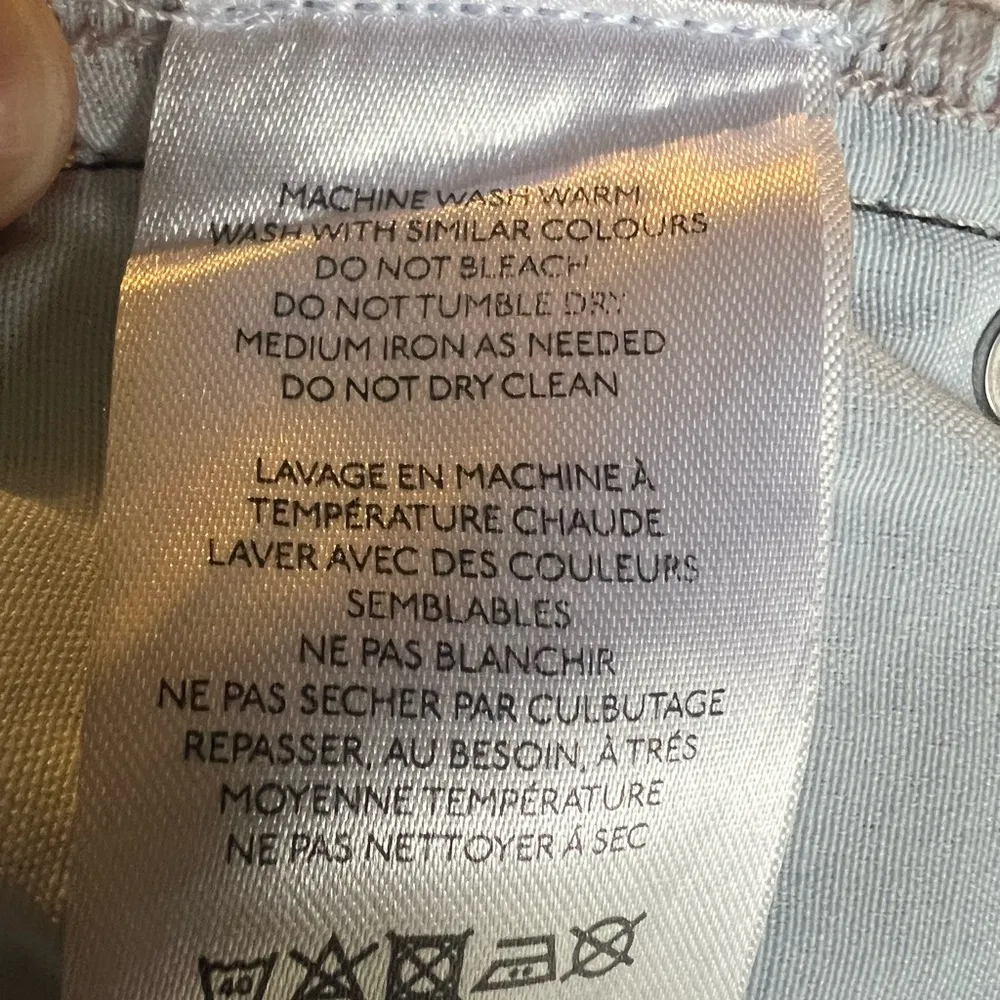 MACHINE WASH WARM
WASH WITH SIMILAR COLOURS
DO NOT BLEACH
DO NOT TUMBLE DRY
MEDIUM IRON AS NEEDED
DO NOT DRY CLEAN
LAVAGE EN MACHINE À
TEMPÉRATURE CHAUDE
LAVER AVEC DES COULEURS
SEMBLABLES
NE PAS BLANCHIR
NE PAS SECHER PAR CULBUTAGE
REPASSER, AU BESOIN, À TRÉS
MOYENNE TEMPÉRATURE
NE PAS NETTOYER Á SEC
40